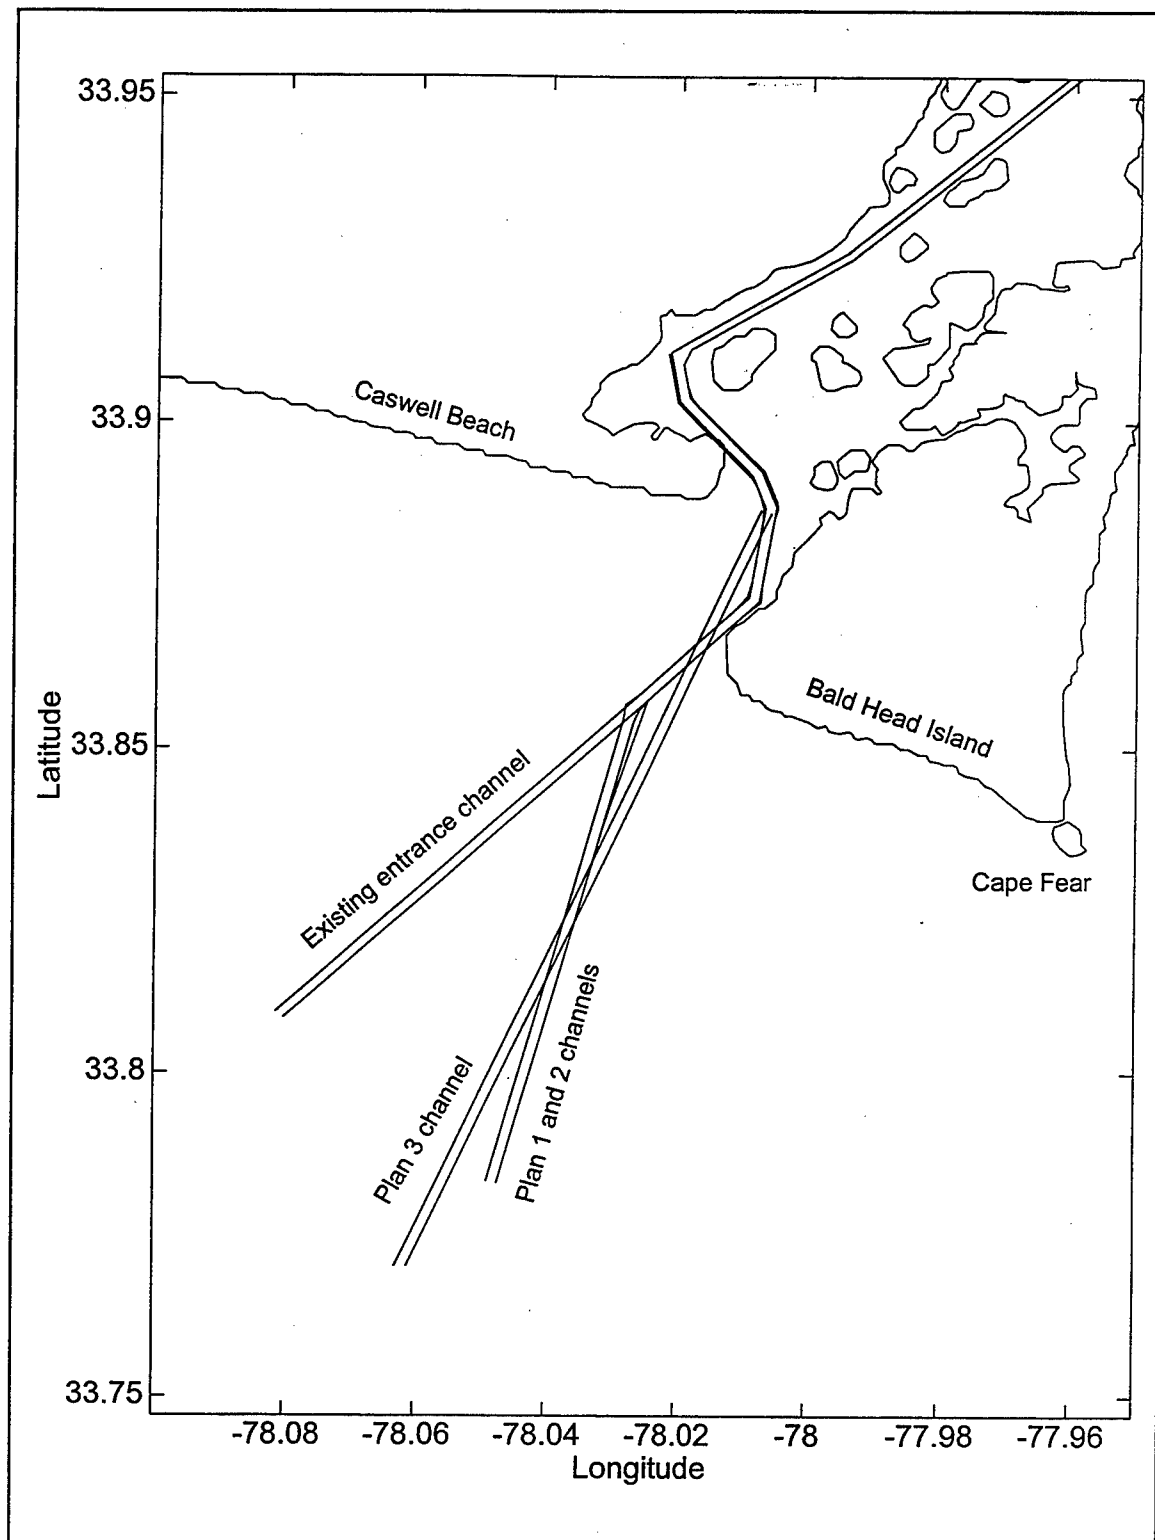 33.95
Caswell Beach
33.9
Bald Head Island
Latitude
33.85
Existing entrance channel
Cape Fear
Plan 1 and 2 channels
33.8
Plan 3 channel
33.75
-78.08 -78.06 -78.04 -78.02 -78 -77.98 -77.96
Longitude